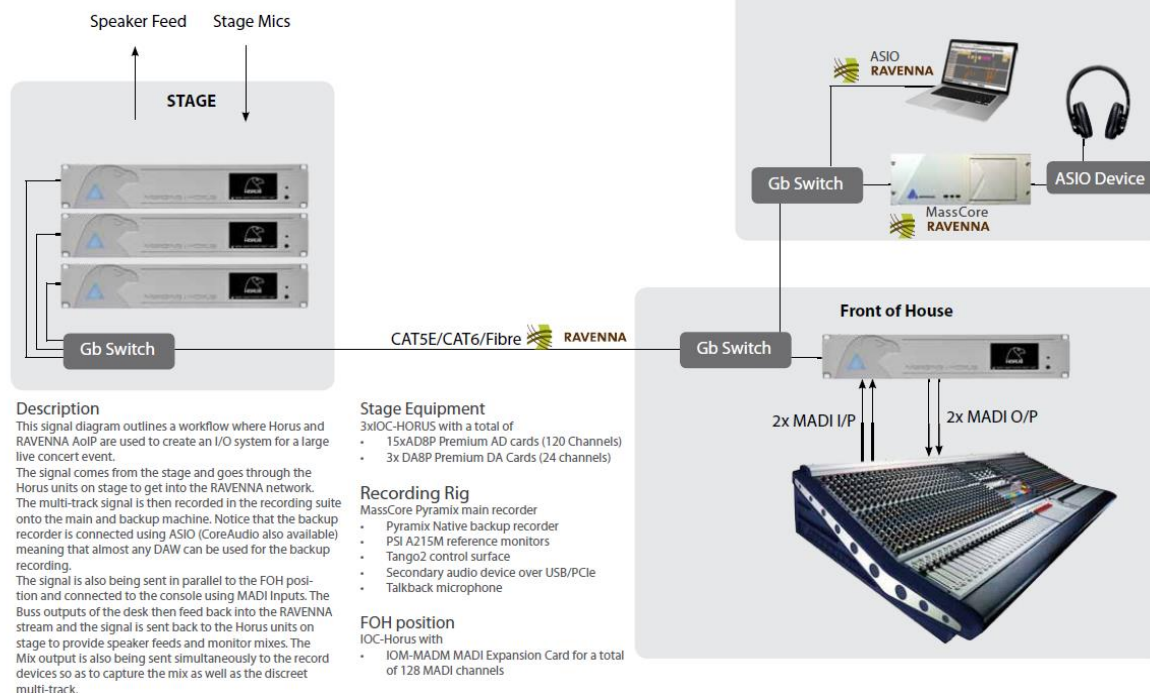 Speaker Feed
Stage Mics
STAGE
Gb Switch
CAT5E/CAT6/Fibre
RAVENNA
Gb Switch
ASIO
RAVENNA
Gb Switch
MassCore
RAVENNA
ASIO Device
Front of House
2x MADI I/P
2x MADI O/P
Description
This signal diagram outlines a workflow where Horus and
RAVENNA AoIP are used to create an I/O system for a large
live concert event.
The signal comes from the stage and goes through the
Horus units on stage to get into the RAVENNA network.
The multi-track signal is then recorded in the recording suite
onto the main and backup machine. Notice that the backup
recorder is connected using ASIO (CoreAudio also available)
meaning that almost any DAW can be used for the backup
recording.
The signal is also being sent in parallel to the FOH posi-
tion and connected to the console using MADI Inputs. The
Buss outputs of the desk then feed back into the RAVENNA
stream and the signal is sent back to the Horus units on
stage to provide speaker feeds and monitor mixes. The
Mix output is also being sent simultaneously to the record
devices so as to capture the mix as well as the discreet
multi-track.
Stage Equipment
3xIOC-HORUS with a total of
• 15xAD8P Premium AD cards (120 Channels)
• 3x DA8P Premium DA Cards (24 channels)
Recording Rig
MassCore Pyramix main recorder
• Pyramix Native backup recorder
• PSI A215M reference monitors
• Tango2 control surface
• Secondary audio device over USB/PCIe
• Talkback microphone
FOH position
IOC-Horus with
• IOM-MADM MADI Expansion Card for a total
of 128 MADI channels